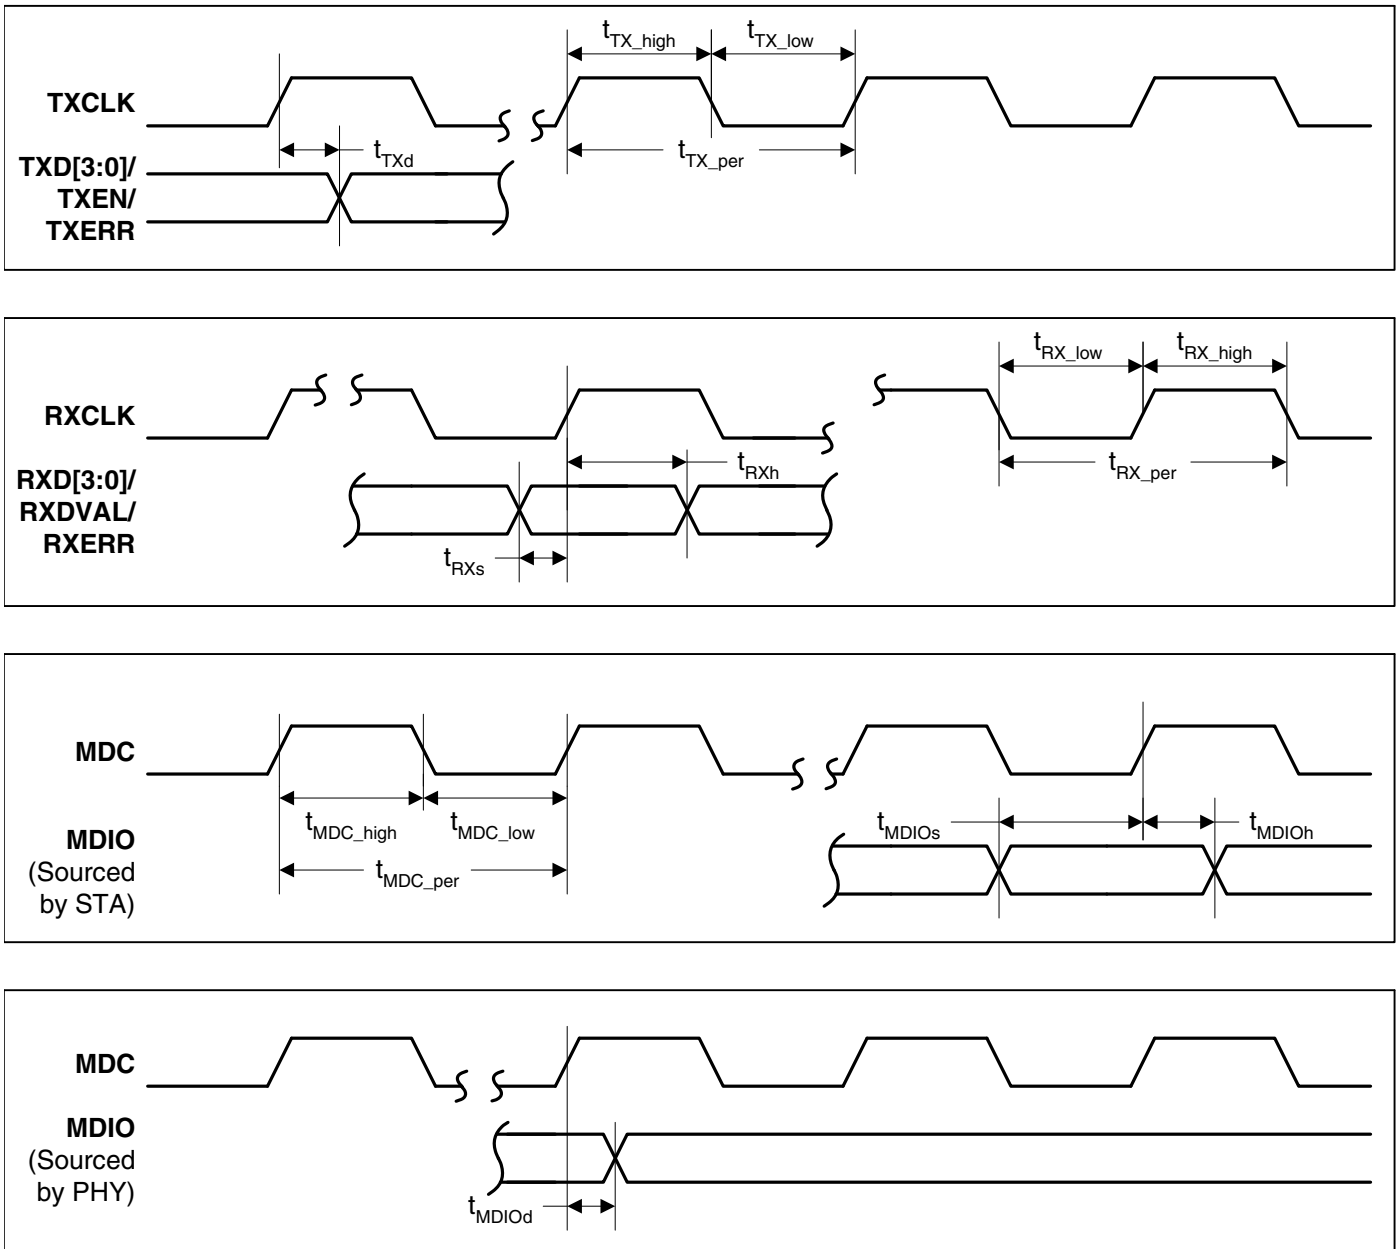 t_TX_high
t_TX_low
TXCLK
t_TXd
t_TX_per
TXD[3:0]/
TXEN/
TXERR
t_RX_low
t_RX_high
RXCLK
t_RXh
t_RX_per
RXD[3:0]/
RXDVAL/
RXERR
t_RXs
MDC
t_MDC_high
t_MDC_low
t_MDIOs
t_MDIOh
MDIO
(Sourced
by STA)
t_MDC_per
MDC
MDIO
(Sourced
by PHY)
t_MDIOd